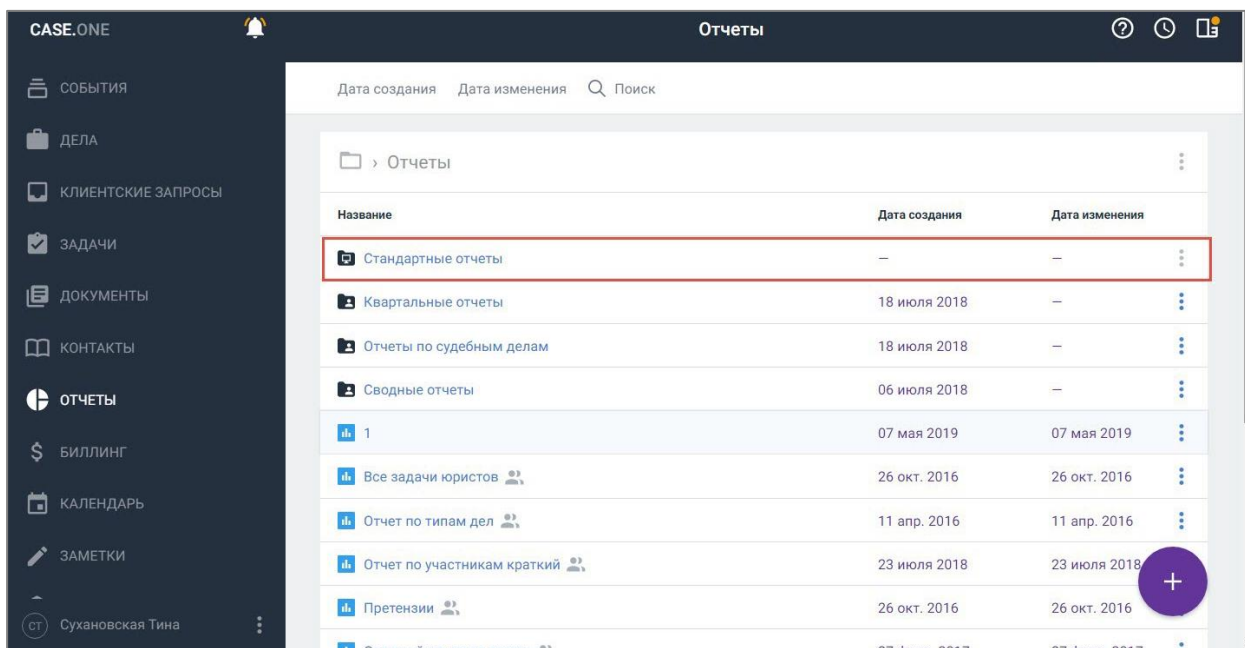 CASE.ONE
Отчеты
СОБЫТИЯ
ДЕЛА
КЛИЕНТСКИЕ ЗАПРОСЫ
ЗАДАЧИ
ДОКУМЕНТЫ
КОНТАКТЫ
ОТЧЕТЫ
БИЛЛИНГ
КАЛЕНДАРЬ
ЗАМЕТКИ
СТ Сухановская Тина
Дата создания Дата изменения Поиск
› Отчеты
Название Дата создания Дата изменения
Стандартные отчеты — —
Квартальные отчеты 18 июля 2018 —
Отчеты по судебным делам 18 июля 2018 —
Сводные отчеты 06 июля 2018 —
1 07 мая 2019 07 мая 2019
Все задачи юристов 26 окт. 2016 26 окт. 2016
Отчет по типам дел 11 апр. 2016 11 апр. 2016
Отчет по участникам краткий 23 июля 2018 23 июля 2018
Претензии 26 окт. 2016 26 окт. 2016